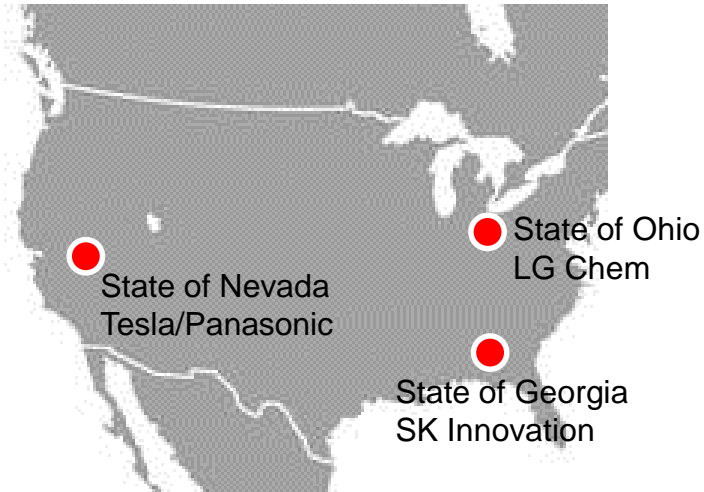 State of Ohio
LG Chem
State of Nevada
Tesla/Panasonic
State of Georgia
SK Innovation